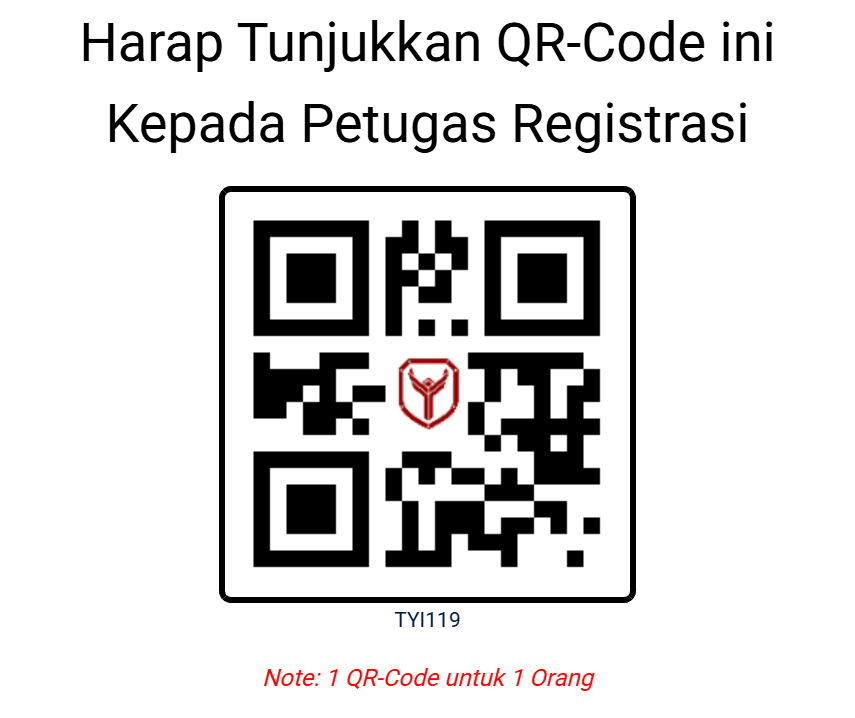 Harap Tunjukkan QR-Code ini
Kepada Petugas Registrasi
TYI119
Note: 1 QR-Code untuk 1 Orang